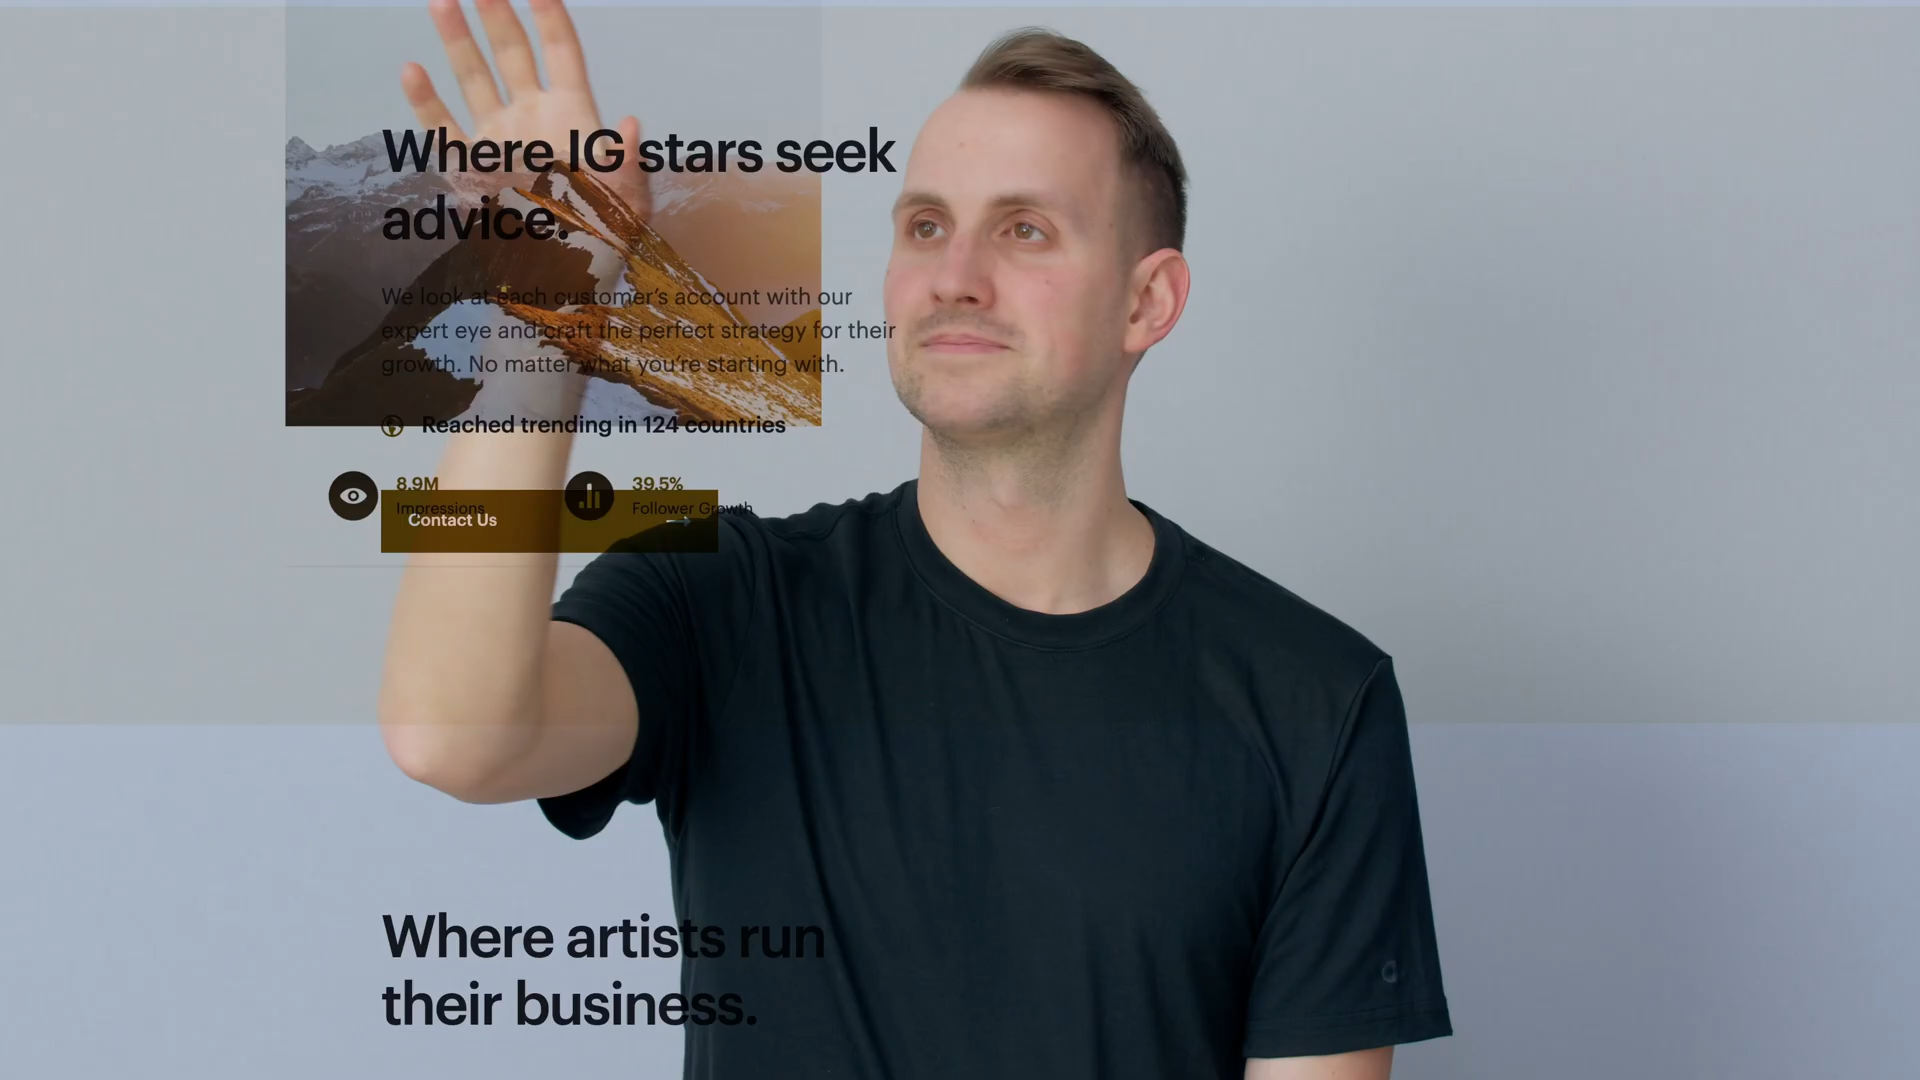 Where IG stars seek
advice.
We look at each customer's account with our
expert eye and craft the perfect strategy for their
growth. No matter what you're starting with.
Reached trending in 124 countries
8.9M
Impressions
39.5%
Follower Growth
Contact Us
Where artists run
their business.